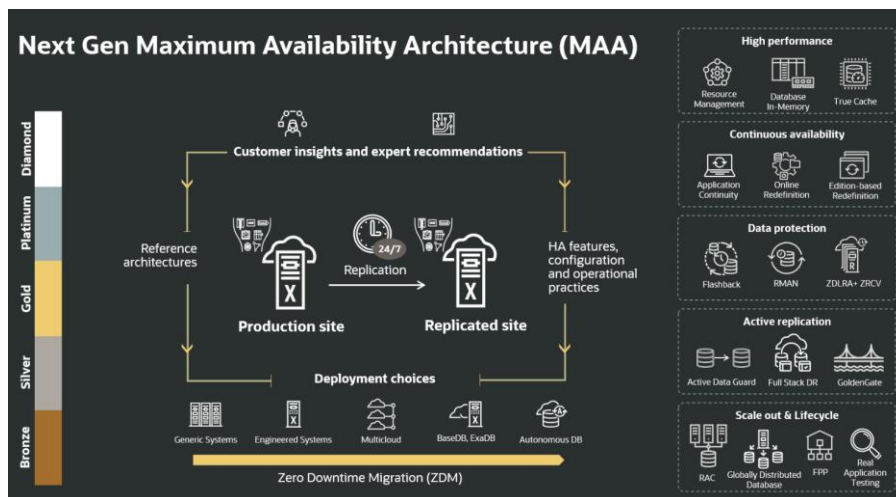 Next Gen Maximum Availability Architecture (MAA)
Diamond
Platinum
Gold
Silver
Bronze
Customer insights and expert recommendations
Reference
architectures
24/7
Replication
HA features,
configuration
and operational
practices
X
Production site
X
Replicated site
Deployment choices
Generic Systems
Engineered Systems
Multicloud
BaseDB, ExaDB
Autonomous DB
Zero Downtime Migration (ZDM)
High performance
Resource
Management
Database
In-Memory
True Cache
Continuous availability
Application
Continuity
Online
Redefinition
Edition-based
Redefinition
Data protection
Flashback
RMAN
ZDLRA+ ZRCV
Active replication
Active Data Guard
Full Stack DR
GoldenGate
Scale out & Lifecycle
RAC
Globally Distributed
Database
FPP
Real
Application
Testing